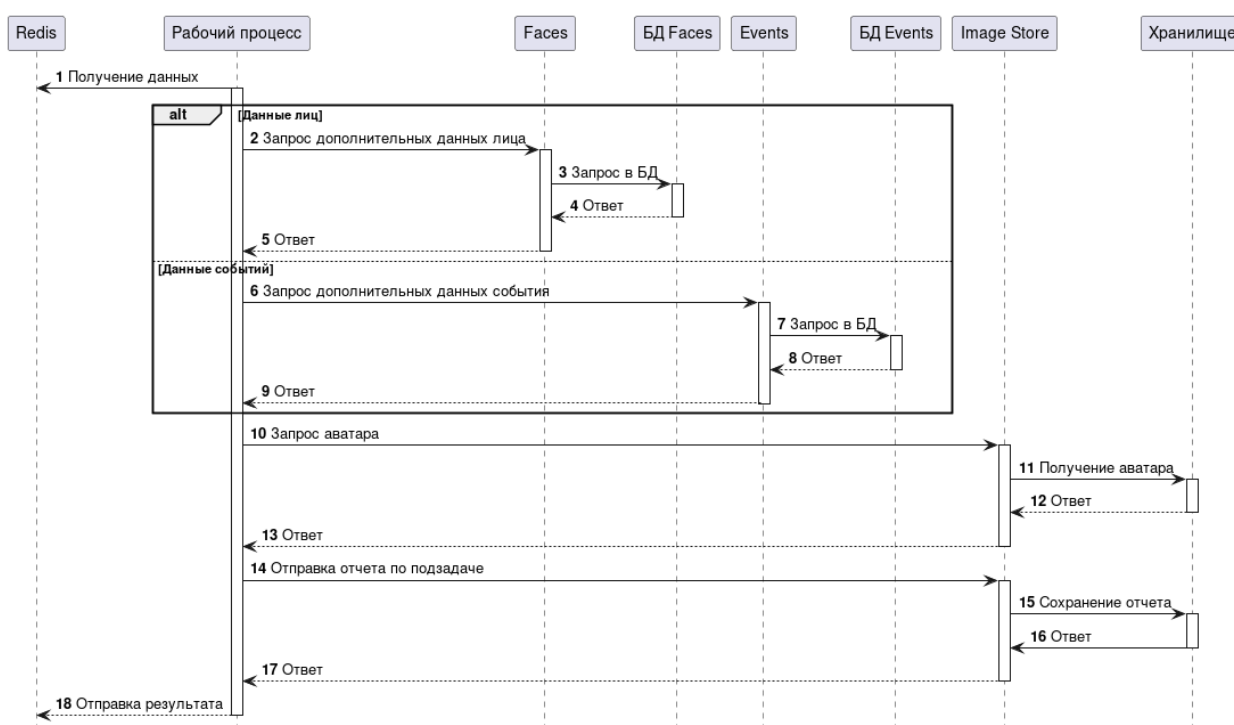 Redis
Рабочий процесс
Faces
БД Faces
Events
БД Events
Image Store
Хранилище
1 Получение данных
alt
[Данные лиц]
2 Запрос дополнительных данных лица
3 Запрос в БД
4 Ответ
5 Ответ
[Данные событий]
6 Запрос дополнительных данных события
7 Запрос в БД
8 Ответ
9 Ответ
10 Запрос аватара
11 Получение аватара
12 Ответ
13 Ответ
14 Отправка отчета по подзадаче
15 Сохранение отчета
16 Ответ
17 Ответ
18 Отправка результата